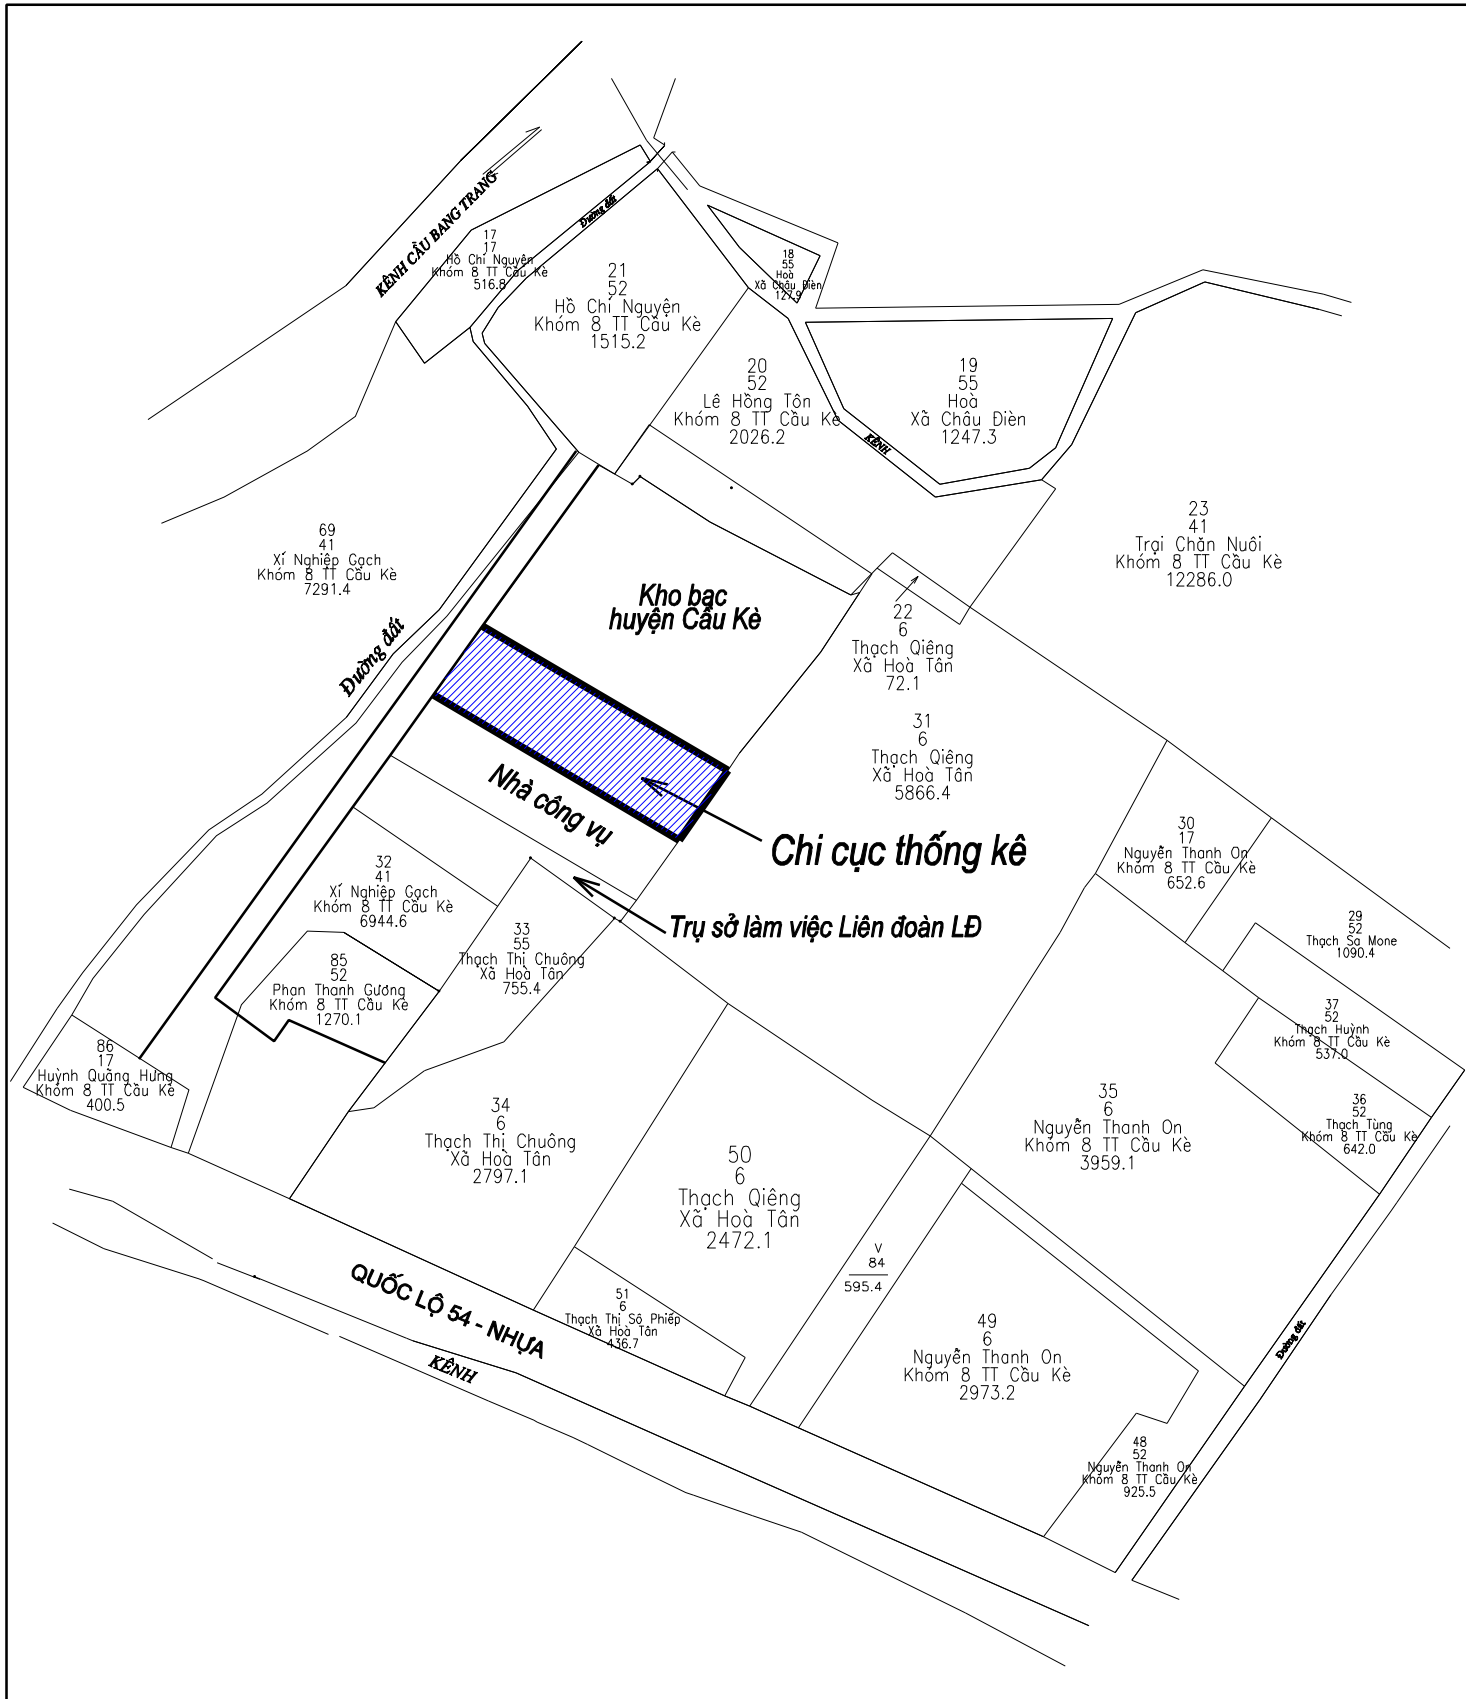 KÊNH CẦU BANG TRANG
Đường đất
17
17
Hồ Chí Nguyện
Khóm 8 TT Cầu Kè
516.8
21
52
Hồ Chí Nguyện
Khóm 8 TT Cầu Kè
1515.2
18
55
Hoà
Xã Châu Đièn
127.9
20
52
Lê Hồng Tôn
Khóm 8 TT Cầu Kè
2026.2
19
55
Hoà
Xã Châu Đièn
1247.3
KÊNH
23
41
Trại Chăn Nuôi
Khóm 8 TT Cầu Kè
12286.0
69
41
Xí Nghiệp Gạch
Khóm 8 TT Cầu Kè
7291.4
Kho bạc
huyện Cầu Kè
22
6
Thạch Qiêng
Xã Hoà Tân
72.1
Đường đất
31
6
Thạch Qiêng
Xã Hoà Tân
5866.4
Nhà công vụ
Chi cục thống kê
30
17
Nguyễn Thanh On
Khóm 8 TT Cầu Kè
652.6
32
41
Xí Nghiệp Gạch
Khóm 8 TT Cầu Kè
6944.6
Trụ sở làm việc Liên đoàn LĐ
33
55
Thạch Thị Chuông
Xã Hoà Tân
755.4
29
52
Thạch Sa Mone
1090.4
85
52
Phan Thanh Gương
Khóm 8 TT Cầu Kè
1270.1
37
52
Thạch Huỳnh
Khóm 8 TT Cầu Kè
537.0
86
17
Huỳnh Quãng Hưng
Khóm 8 TT Cầu Kè
400.5
34
6
Thạch Thị Chuông
Xã Hoà Tân
2797.1
35
6
Nguyễn Thanh On
Khóm 8 TT Cầu Kè
3959.1
36
52
Thạch Tùng
Khóm 8 TT Cầu Kè
642.0
50
6
Thạch Qiêng
Xã Hoà Tân
2472.1
V
84
595.4
QUỐC LỘ 54 - NHỰA
51
6
Thạch Thị Sô Phiếp
Xã Hoà Tân
436.7
49
6
Nguyễn Thanh On
Khóm 8 TT Cầu Kè
2973.2
Đường đất
KÊNH
48
52
Nguyễn Thanh On
Khóm 8 TT Cầu Kè
925.5